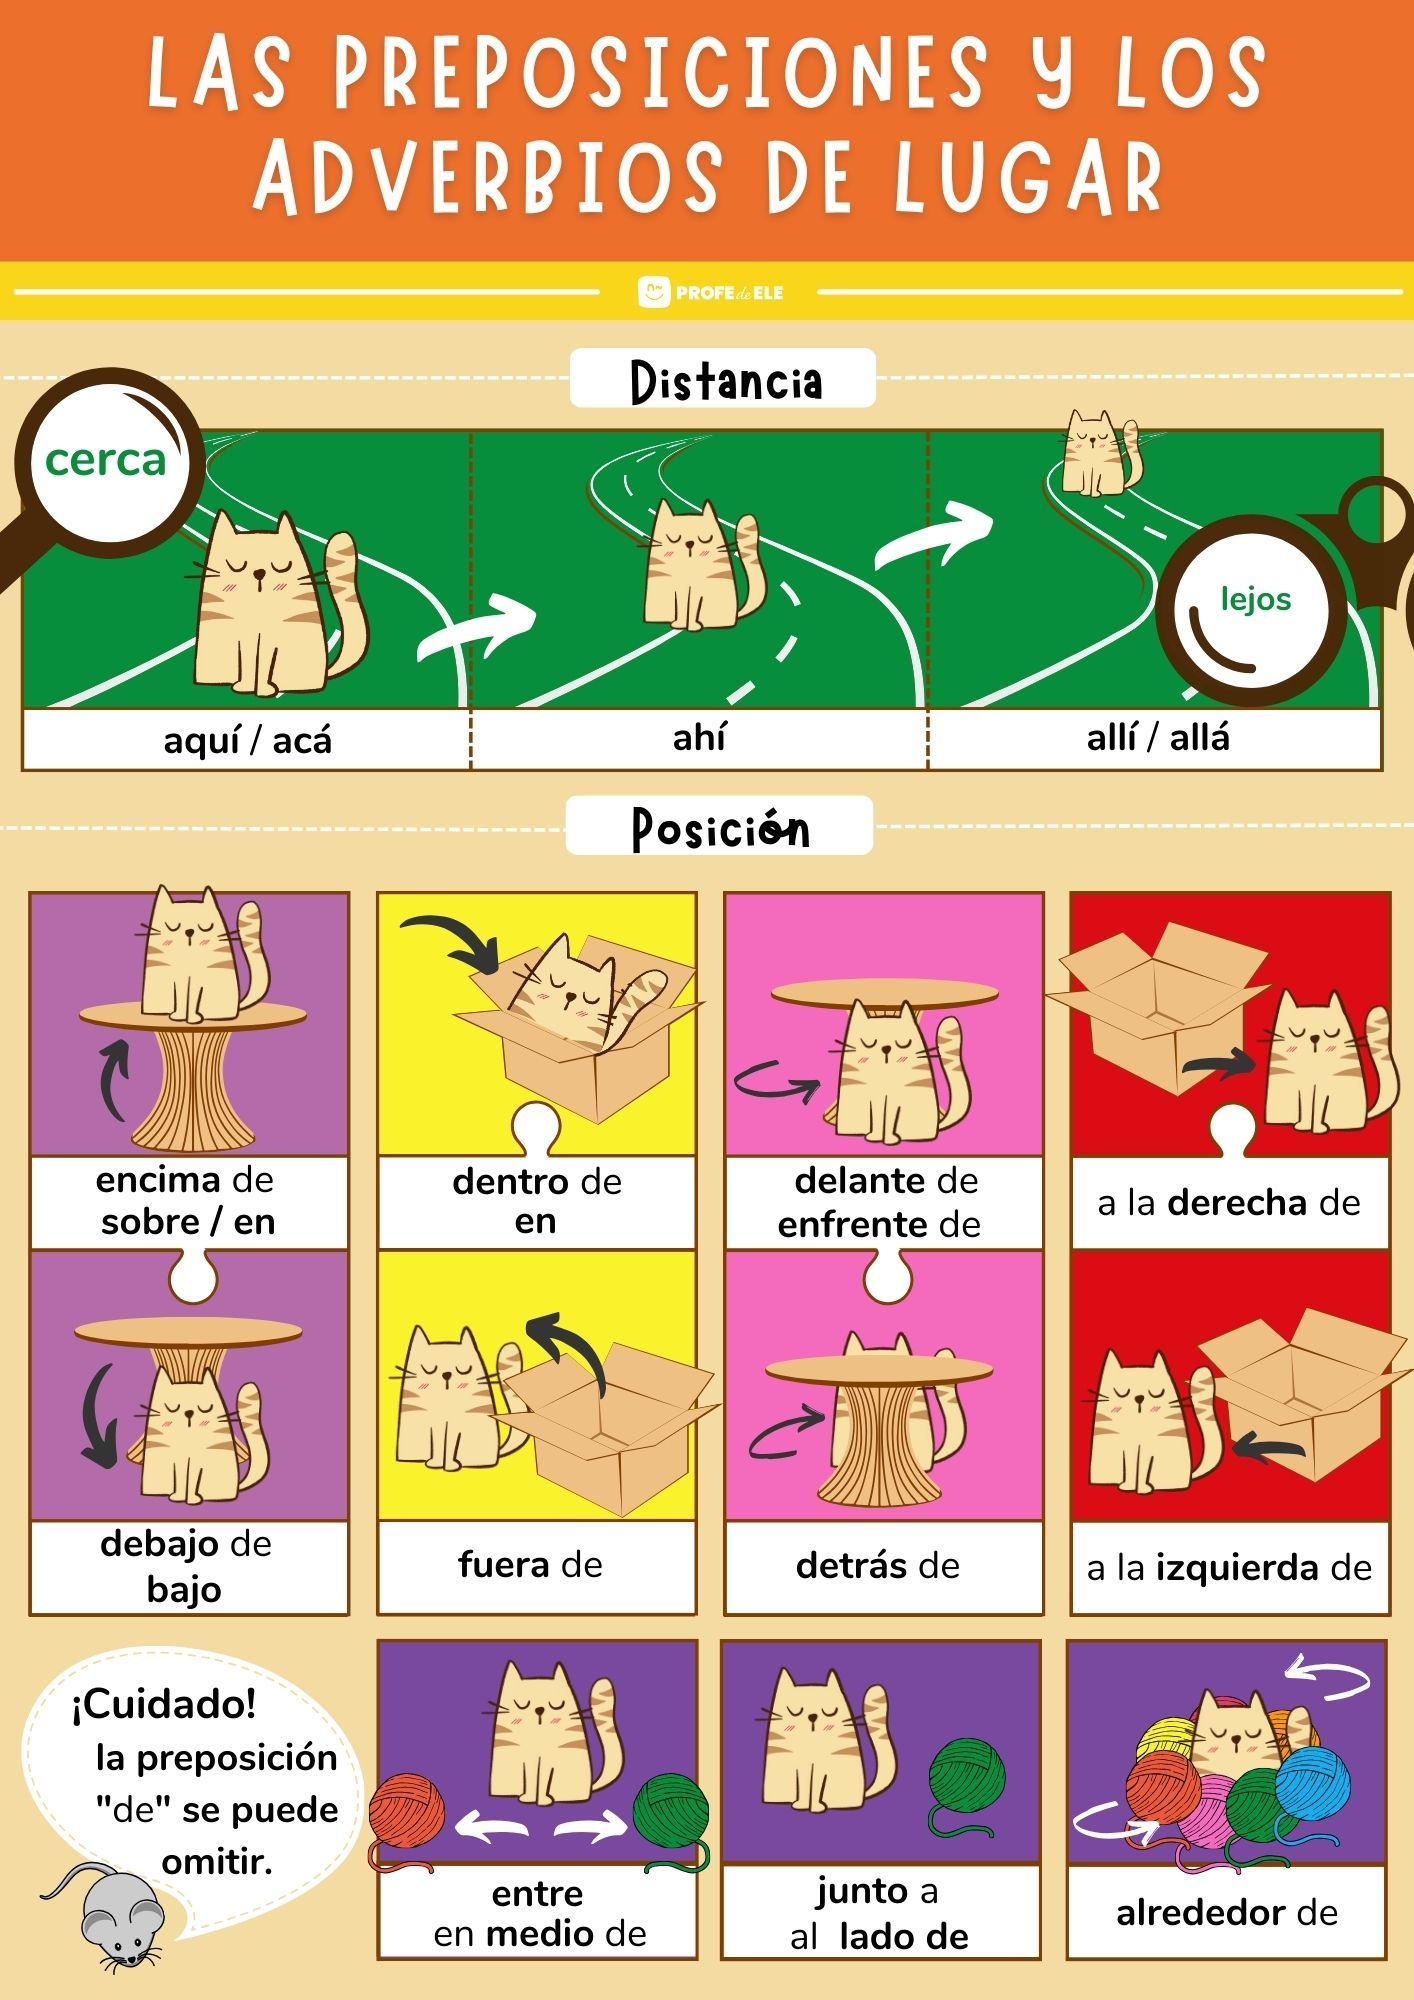 LAS PREPOSICIONES Y LOS
ADVERBIOS DE LUGAR
PROFE de ELE
Distancia
cerca
lejos
aquí / acá
ahí
allí / allá
Posición
encima de
sobre / en
dentro de
en
delante de
enfrente de
a la derecha de
debajo de
bajo
fuera de
detrás de
a la izquierda de
¡Cuidado!
la preposición
"de" se puede
omitir.
entre
en medio de
junto a
al lado de
alrededor de